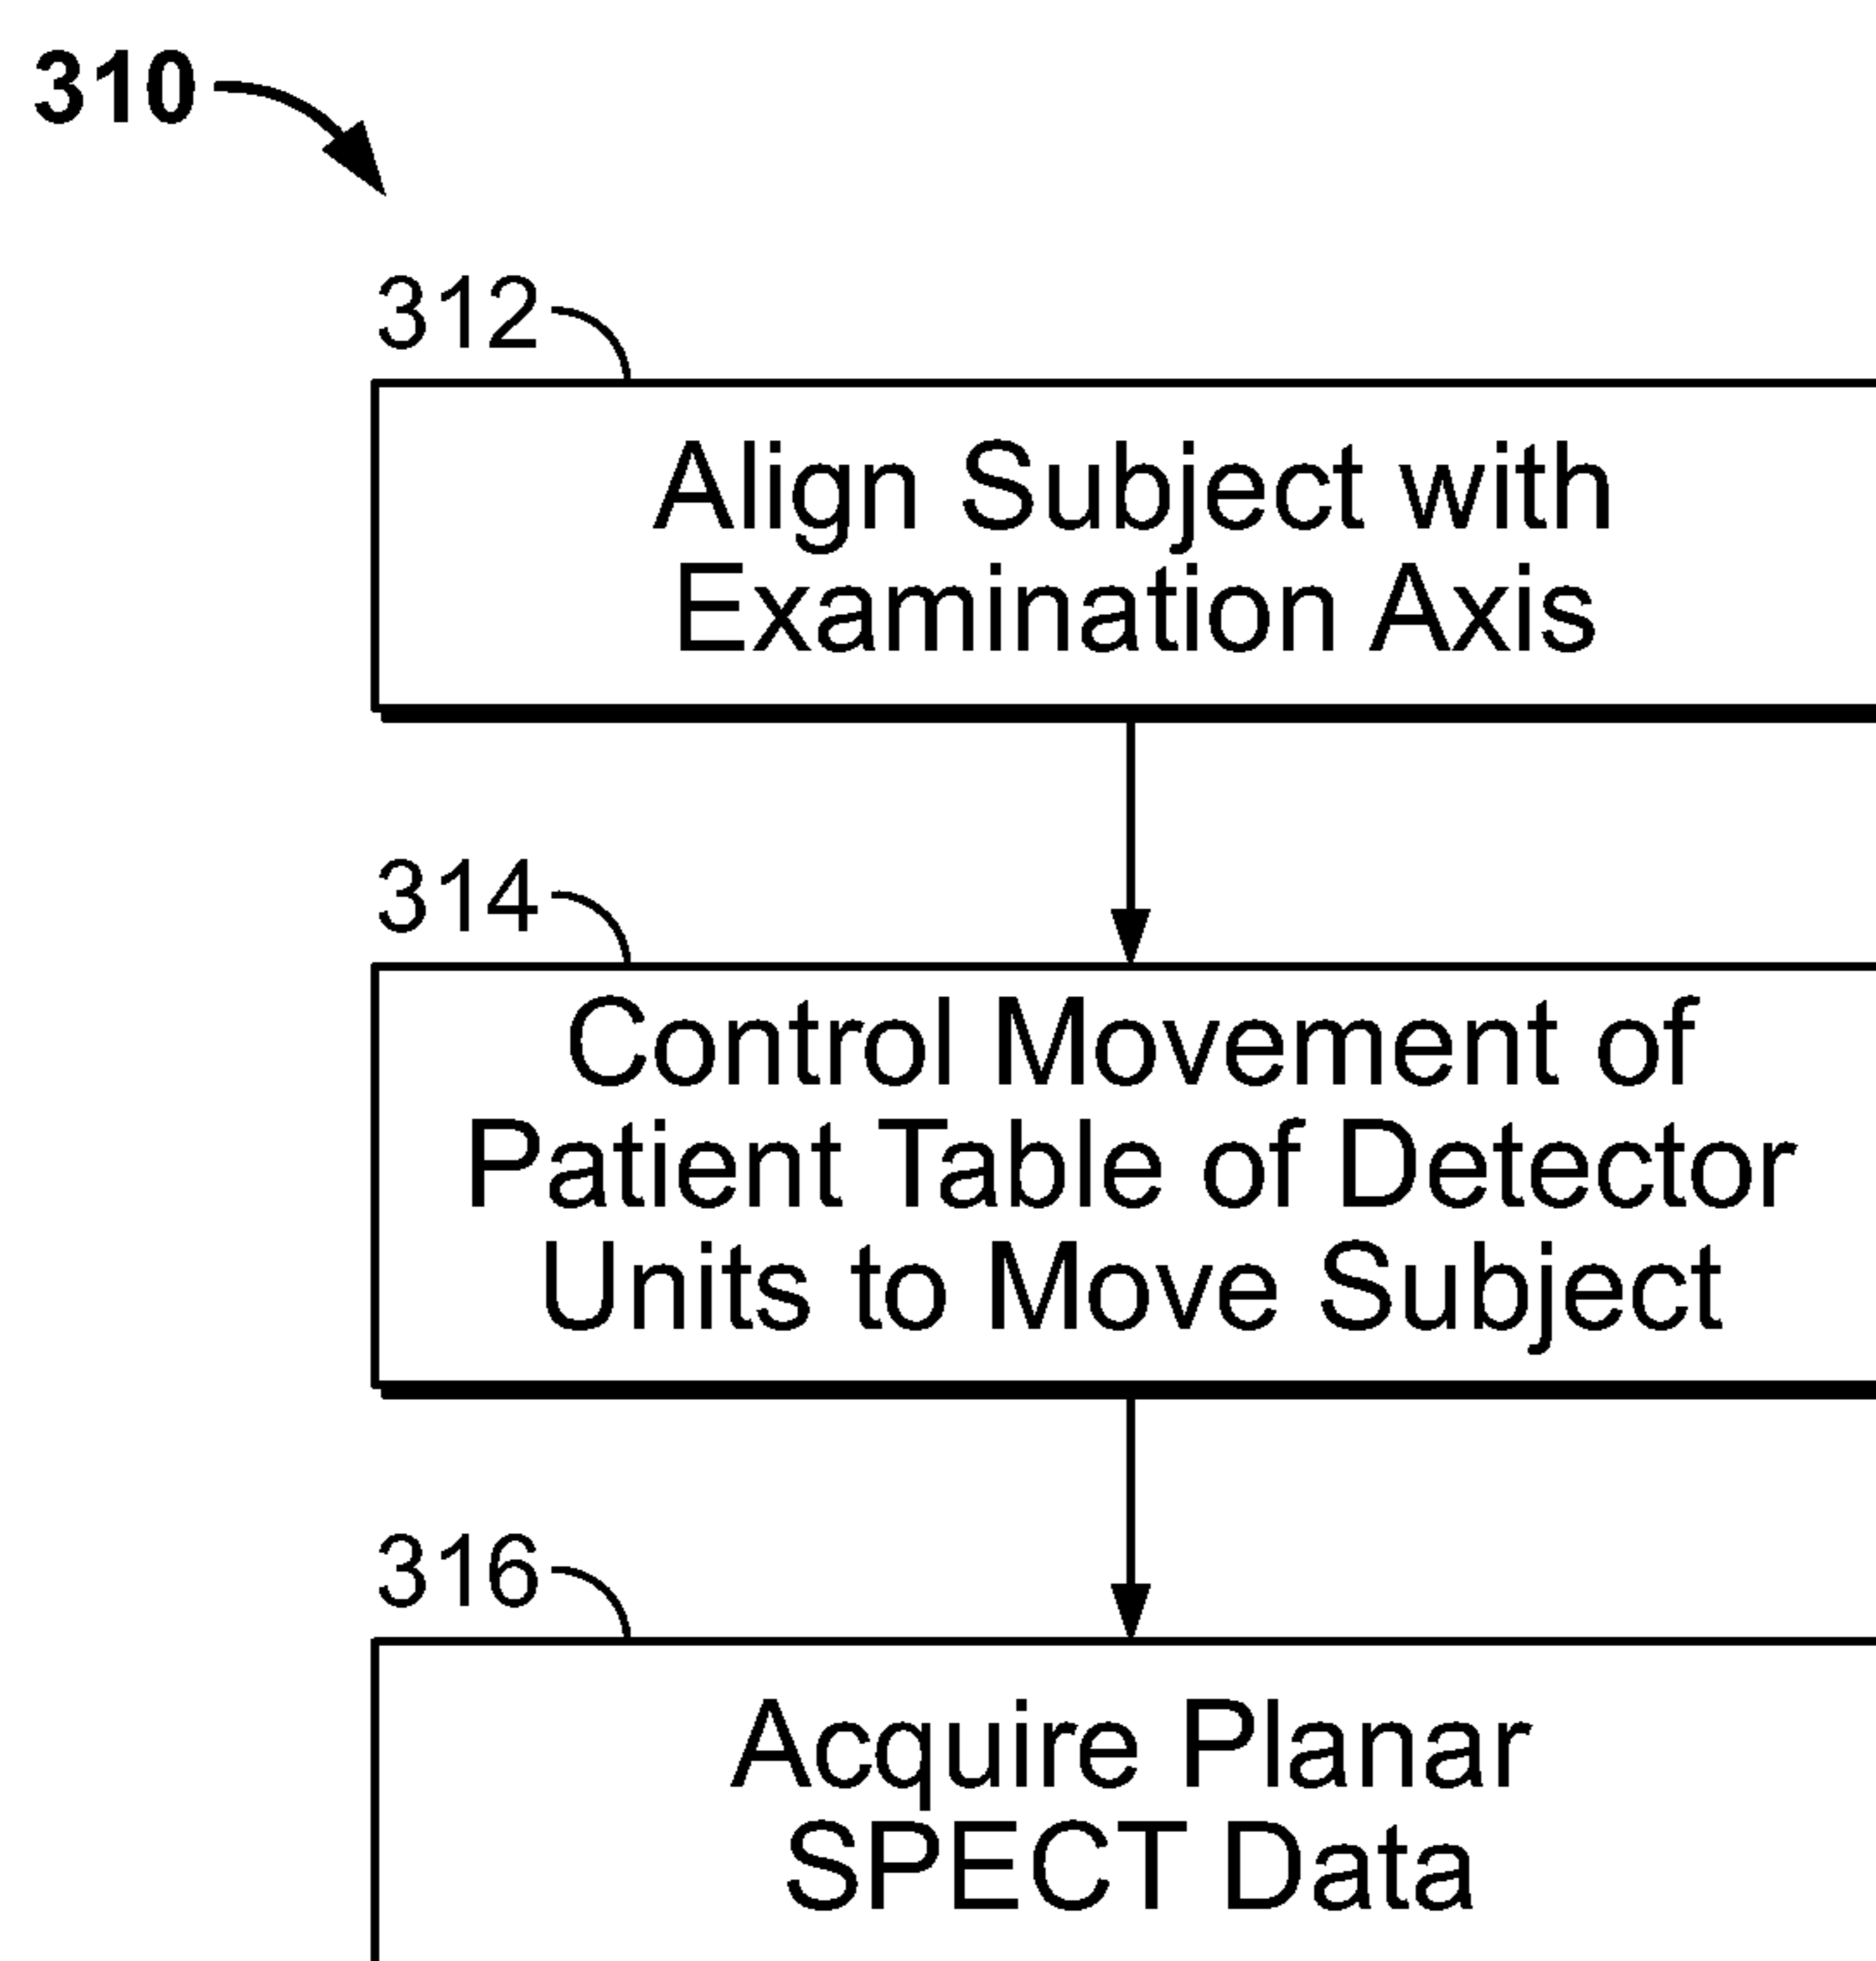 310
312
Align Subject with
Examination Axis
314
Control Movement of
Patient Table of Detector
Units to Move Subject
316
Acquire Planar
SPECT Data